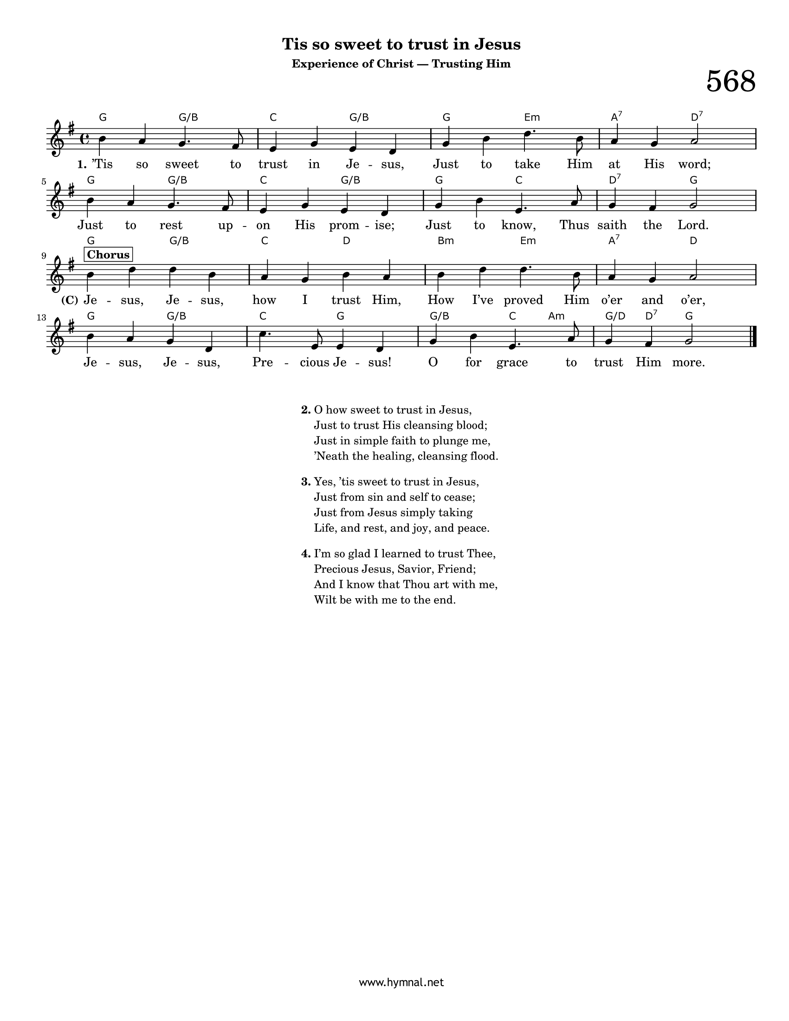 Tis so sweet to trust in Jesus
Experience of Christ — Trusting Him
568
G G/B C G/B G Em A7 D7
1. ’Tis so sweet to trust in Je - sus, Just to take Him at His word;
5 G G/B C G/B G C D7 G
Just to rest up - on His prom - ise; Just to know, Thus saith the Lord.
G G/B C D Bm Em A7 D
9 Chorus
(C) Je - sus, Je - sus, how I trust Him, How I’ve proved Him o’er and o’er,
13 G G/B C G G/B C Am G/D D7 G
Je - sus, Je - sus, Pre - cious Je - sus! O for grace to trust Him more.
2. O how sweet to trust in Jesus,
Just to trust His cleansing blood;
Just in simple faith to plunge me,
’Neath the healing, cleansing flood.
3. Yes, ’tis sweet to trust in Jesus,
Just from sin and self to cease;
Just from Jesus simply taking
Life, and rest, and joy, and peace.
4. I’m so glad I learned to trust Thee,
Precious Jesus, Savior, Friend;
And I know that Thou art with me,
Wilt be with me to the end.
www.hymnal.net